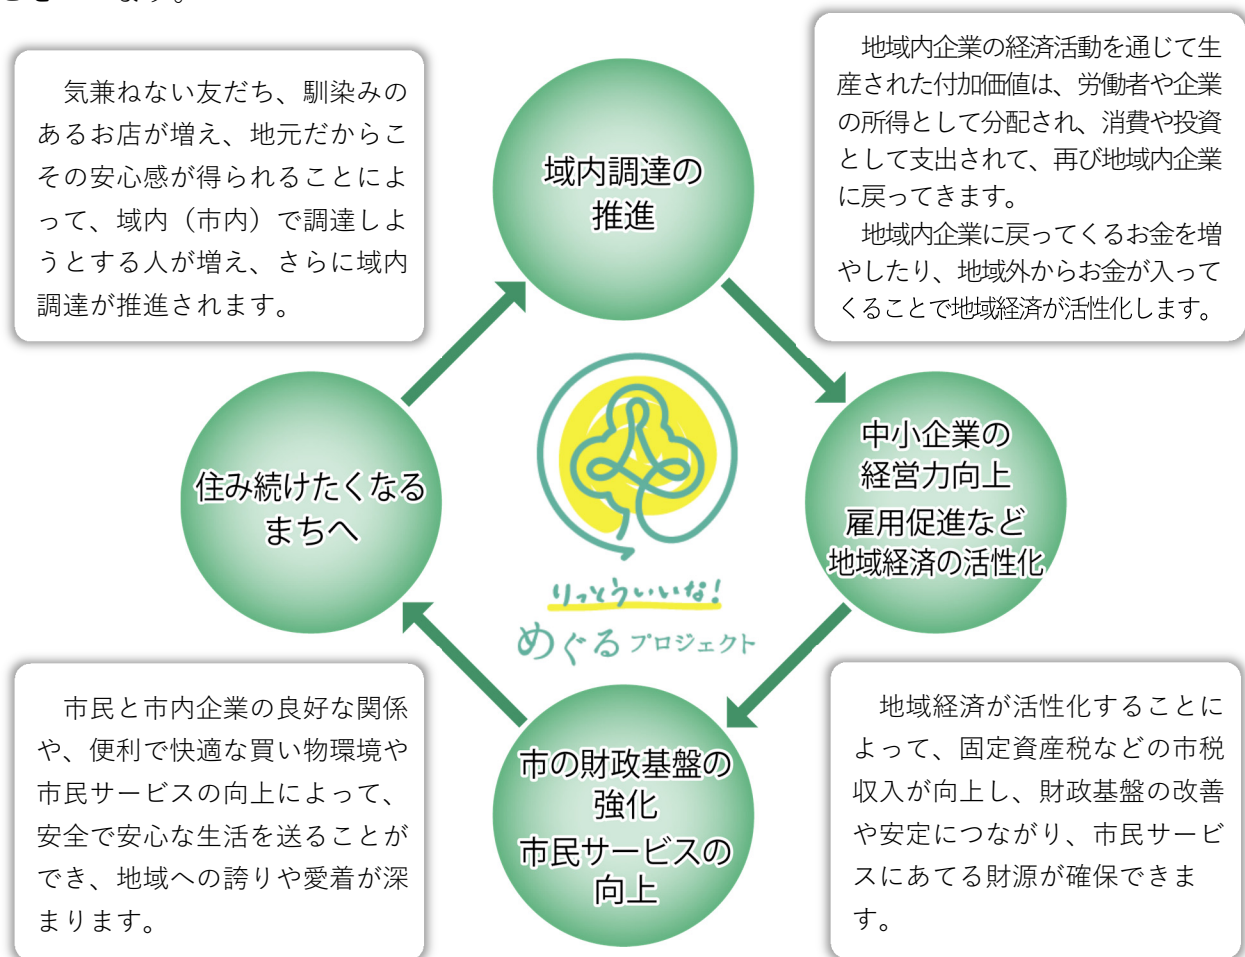 ます。
地域内企業の経済活動を通じて生
産された付加価値は、労働者や企業
の所得として分配され、消費や投資
として支出されて、再び地域内企業
に戻ってきます。
地域内企業に戻ってくるお金を増
やしたり、地域外からお金が入って
くることで地域経済が活性化します。
気兼ねない友だち、馴染みの
あるお店が増え、地元だからこ
その安心感が得られることによ
って、域内（市内）で調達しよ
うとする人が増え、さらに域内
調達が推進されます。
域内調達の
推進
中小企業の
経営力向上
雇用促進など
地域経済の活性化
住み続けたくなる
まちへ
りっとういいな!
めぐるプロジェクト
市の財政基盤の
強化
市民サービスの
向上
市民と市内企業の良好な関係
や、便利で快適な買い物環境や
市民サービスの向上によって、
安全で安心な生活を送ることが
でき、地域への誇りや愛着が深
まります。
地域経済が活性化することに
よって、固定資産税などの市税
収入が向上し、財政基盤の改善
や安定につながり、市民サービ
スにあてる財源が確保できま
す。